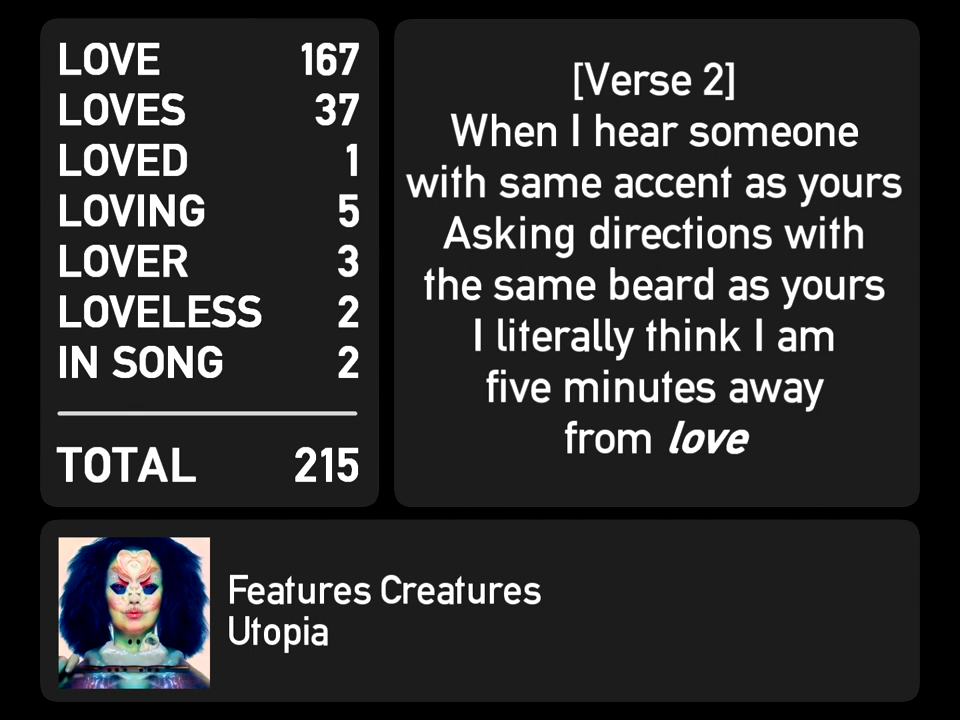 LOVE 167
LOVES 37
LOVED 1
LOVING 5
LOVER 3
LOVELESS 2
IN SONG 2
TOTAL 215
[Verse 2]
When I hear someone
with same accent as yours
Asking directions with
the same beard as yours
I literally think I am
five minutes away
from love
Features Creatures
Utopia